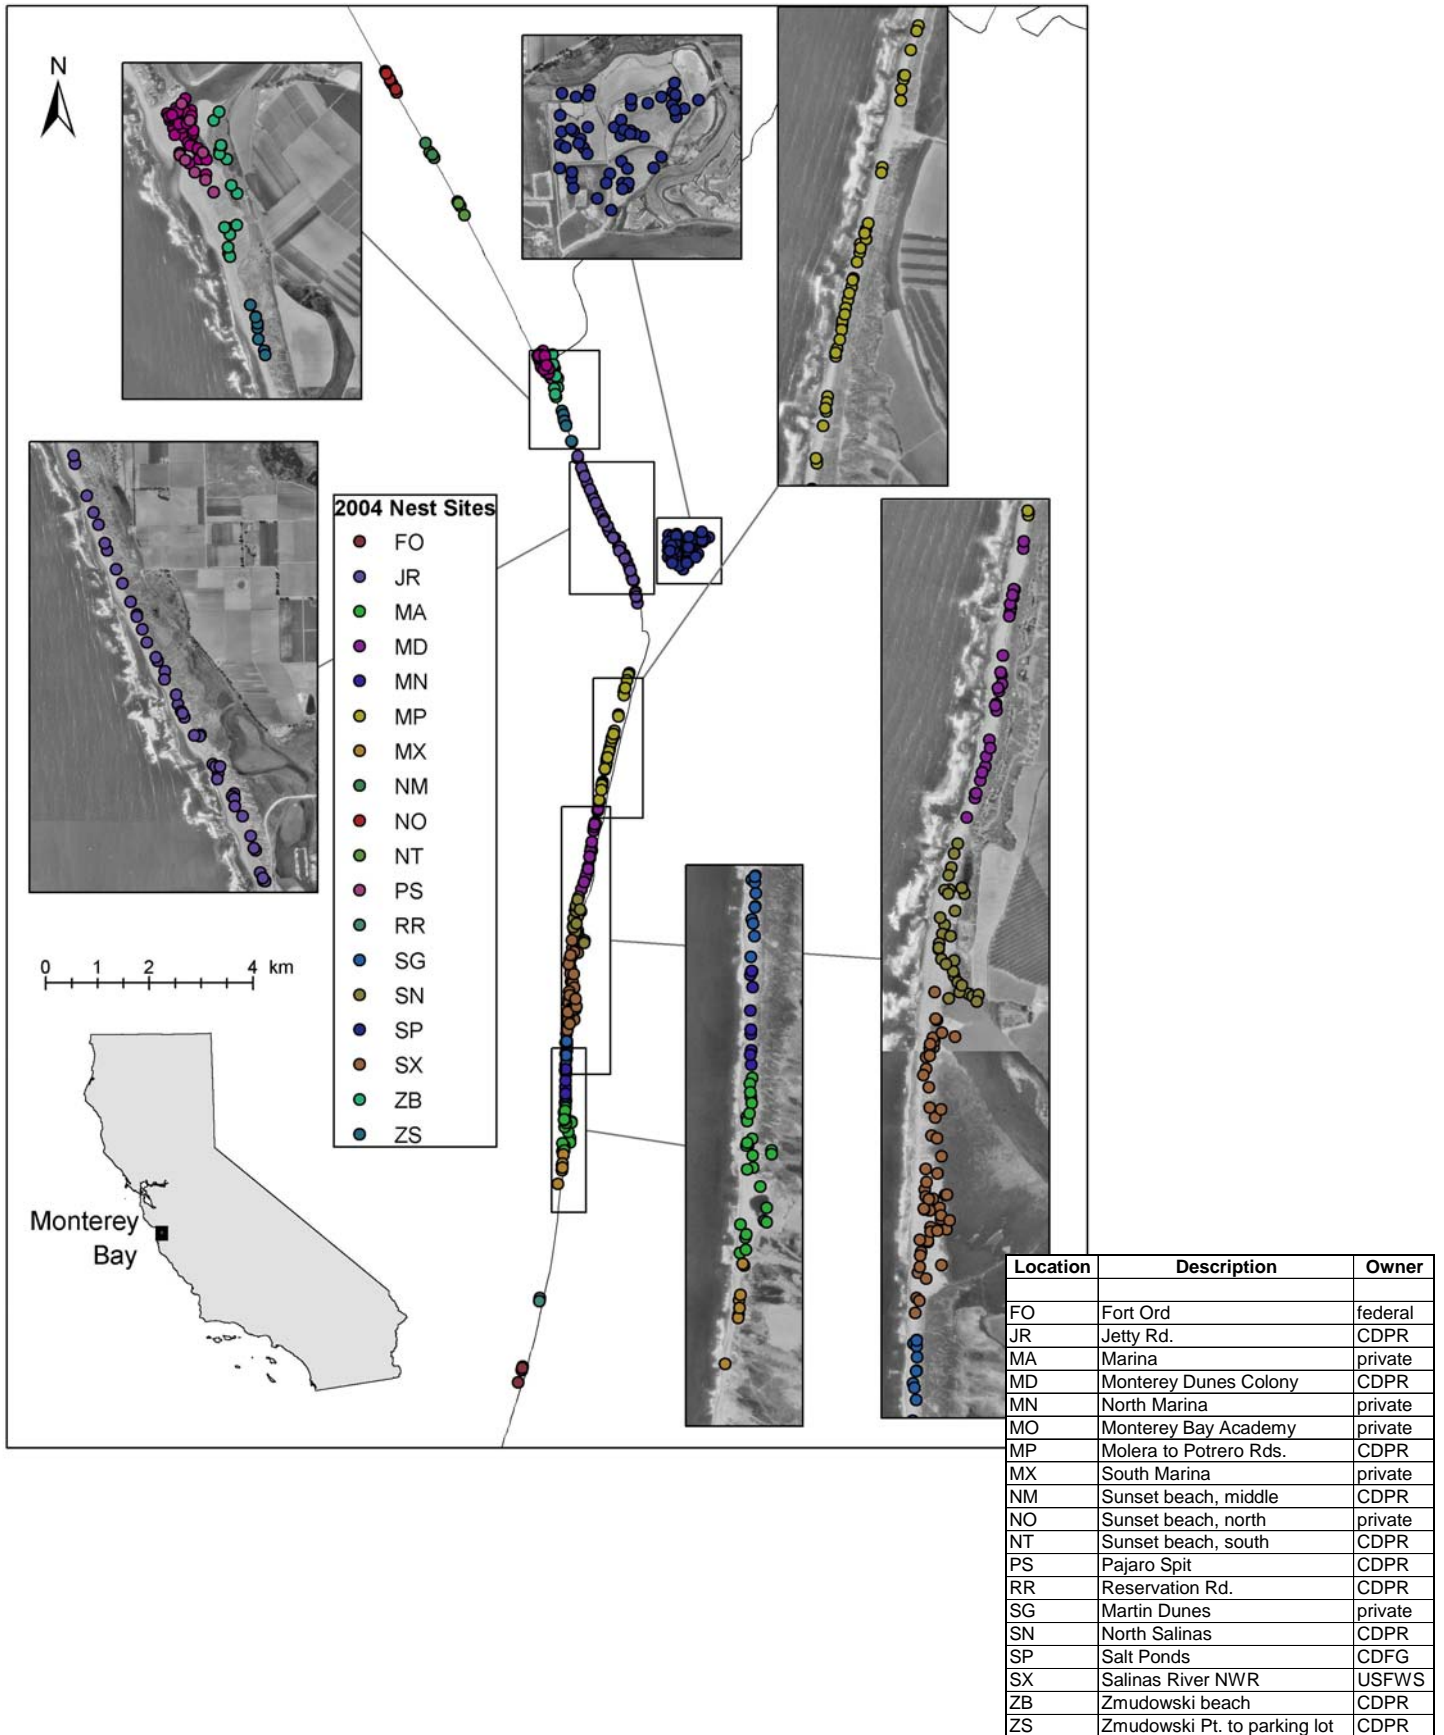 N
2004 Nest Sites
FO
JR
MA
MD
MN
MP
MX
NM
NO
NT
PS
RR
SG
SN
SP
SX
ZB
ZS
0 1 2 4 km
Monterey
Bay
Location Description Owner
FO Fort Ord federal
JR Jetty Rd. CDPR
MA Marina private
MD Monterey Dunes Colony CDPR
MN North Marina private
MO Monterey Bay Academy private
MP Molera to Potrero Rds. CDPR
MX South Marina private
NM Sunset beach, middle CDPR
NO Sunset beach, north private
NT Sunset beach, south CDPR
PS Pajaro Spit CDPR
RR Reservation Rd. CDPR
SG Martin Dunes private
SN North Salinas CDPR
SP Salt Ponds CDFG
SX Salinas River NWR USFWS
ZB Zmudowski beach CDPR
ZS Zmudowski Pt. to parking lot CDPR